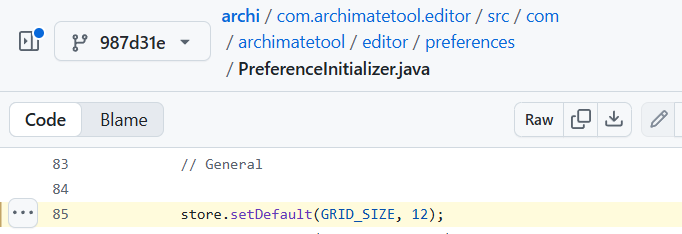 archi / com.archimatetool.editor / src / com
987d31e
/ archimatetool / editor / preferences
/ PreferenceInitializer.java
Code Blame Raw
83 // General
84
85 store.setDefault(GRID_SIZE, 12);